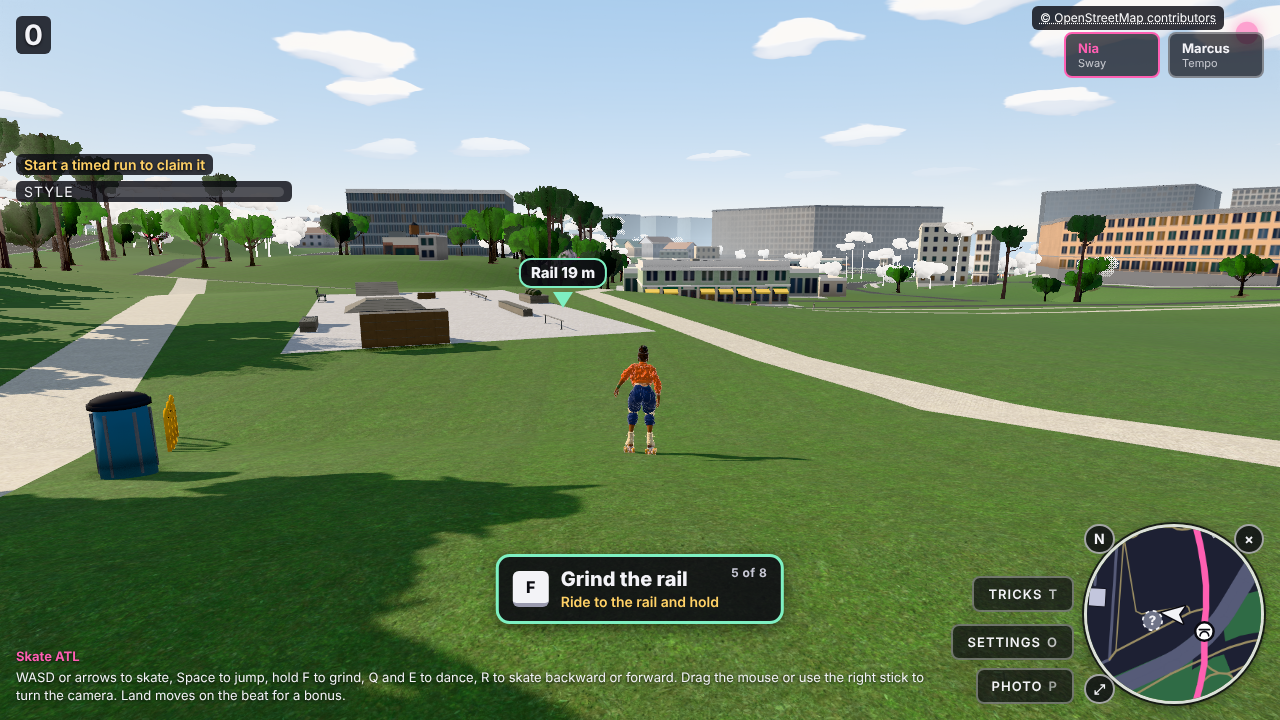 0
© OpenStreetMap contributors
Nia
Sway
Marcus
Tempo
Start a timed run to claim it
STYLE
Rail 19 m
F
Grind the rail
5 of 8
Ride to the rail and hold
N
×
?
TRICKS T
SETTINGS O
PHOTO P
Skate ATL
WASD or arrows to skate, Space to jump, hold F to grind, Q and E to dance, R to skate backward or forward. Drag the mouse or use the right stick to
turn the camera. Land moves on the beat for a bonus.